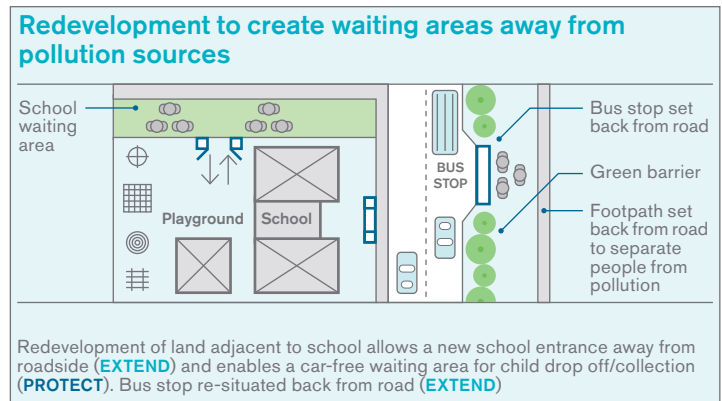 Redevelopment to create waiting areas away from
pollution sources
School
waiting
area
Playground
School
BUS
STOP
Bus stop set
back from road
Green barrier
Footpath set
back from road
to separate
people from
pollution
Redevelopment of land adjacent to school allows a new school entrance away from
roadside (EXTEND) and enables a car-free waiting area for child drop off/collection
(PROTECT). Bus stop re-situated back from road (EXTEND)